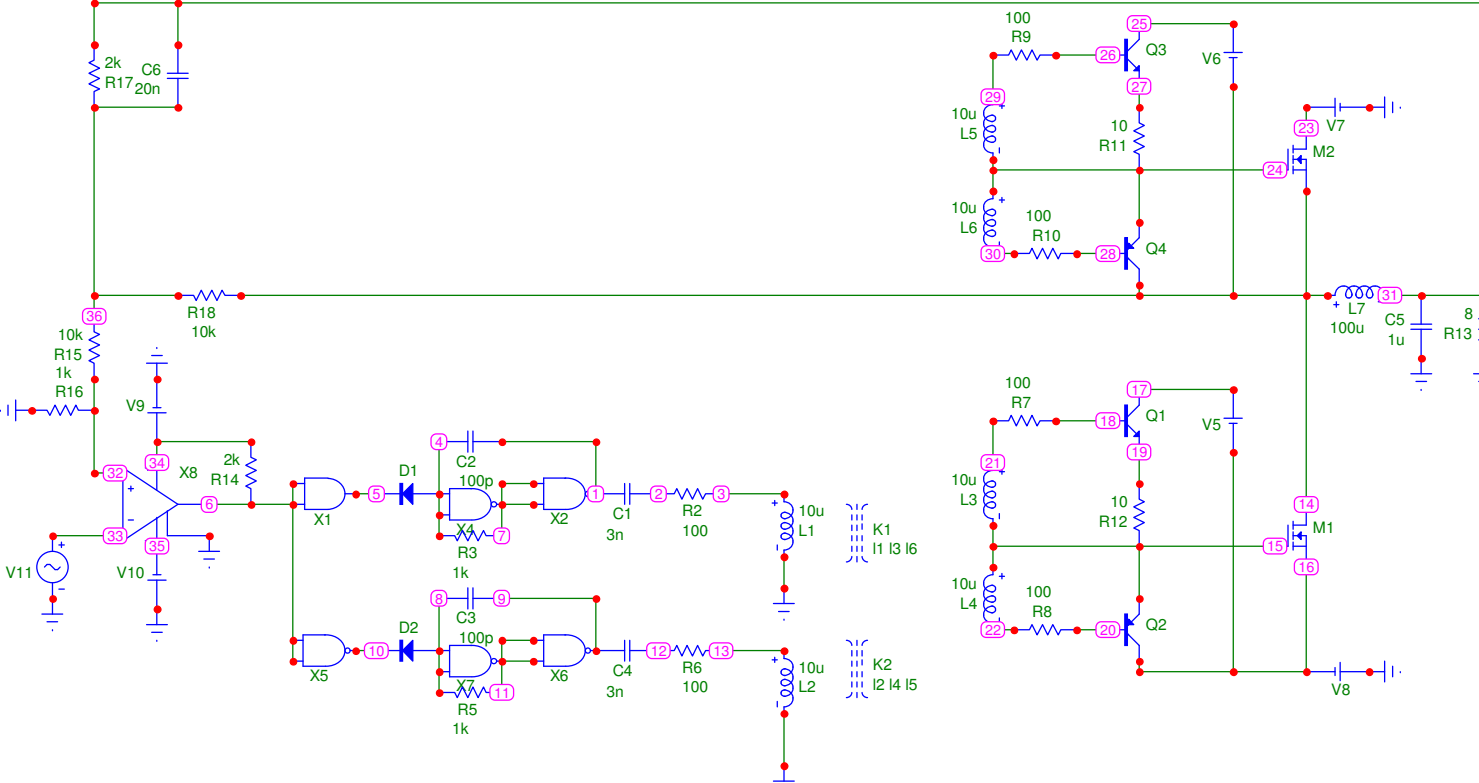 2k
R17
C6
20n
100
R9
26
25
Q3
27
V6
29
10u
L5
10
R11
23
V7
M2
24
10u
L6
100
R10
30
28
Q4
R18
10k
36
10k
R15
1k
R16
V9
31
L7
100u
C5
1u
8
R13
100
R7
18
17
Q1
19
V5
21
10u
L3
10
R12
14
M1
15
16
10u
L4
100
R8
22
20
Q2
V8
32
34
X8
2k
R14
6
33
35
V11
V10
X1
5
D1
4
C2
100p
X4
7
R3
1k
X2
1
C1
3n
2
R2
100
3
10u
L1
K1
l1 l3 l6
X5
10
D2
8
C3
9
100p
X7
11
R5
1k
X6
C4
3n
12
R6
100
13
10u
L2
K2
l2 l4 l5